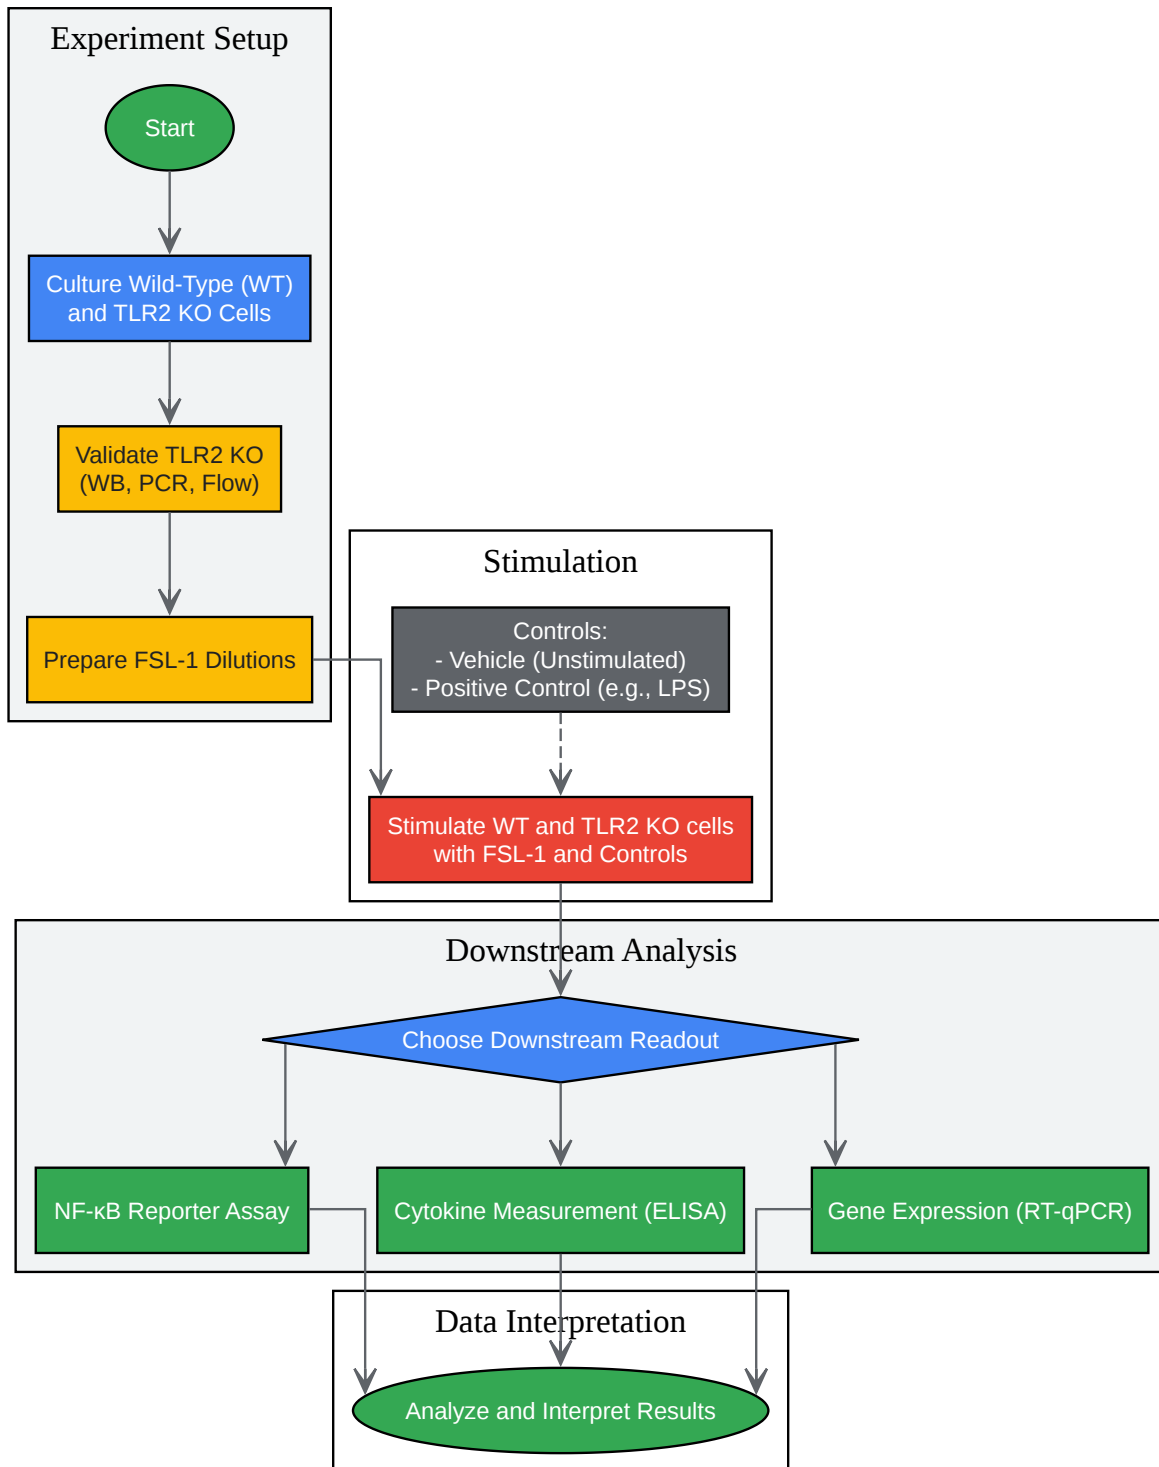 Experiment Setup
Start
Culture Wild-Type (WT)
and TLR2 KO Cells
Validate TLR2 KO
(WB, PCR, Flow)
Prepare FSL-1 Dilutions
Stimulation
Controls:
- Vehicle (Unstimulated)
- Positive Control (e.g., LPS)
Stimulate WT and TLR2 KO cells
with FSL-1 and Controls
Downstream Analysis
Choose Downstream Readout
NF-κB Reporter Assay
Cytokine Measurement (ELISA)
Gene Expression (RT-qPCR)
Data Interpretation
Analyze and Interpret Results